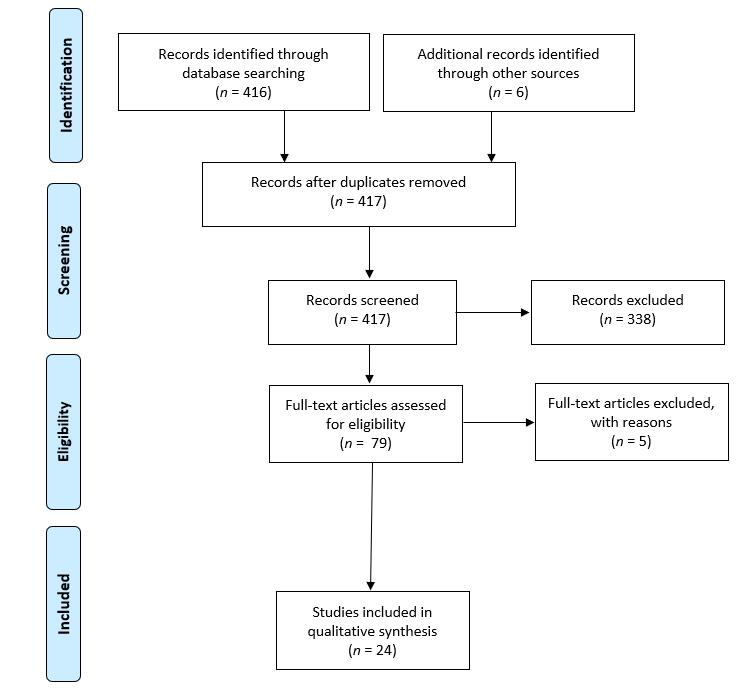 Identification
Records identified through
database searching
(n = 416)
Additional records identified
through other sources
(n = 6)
Records after duplicates removed
(n = 417)
Screening
Records screened
(n = 417)
Records excluded
(n = 338)
Eligibility
Full-text articles assessed
for eligibility
(n = 79)
Full-text articles excluded,
with reasons
(n = 5)
Included
Studies included in
qualitative synthesis
(n = 24)